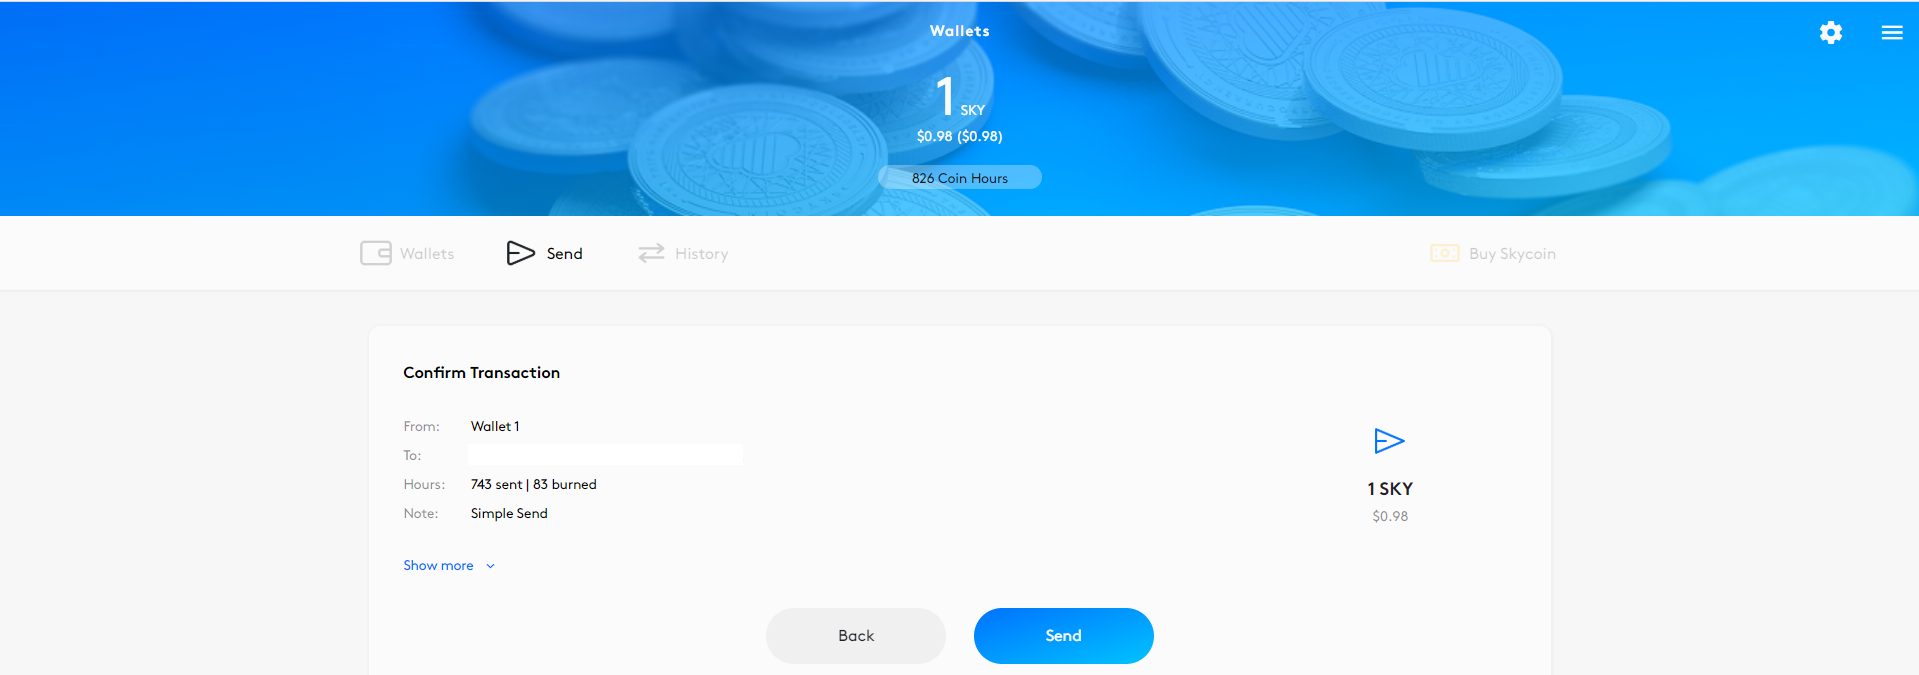 Wallets
1 SKY
$0.98 ($0.98)
826 Coin Hours
Wallets Send History Buy Skycoin
Confirm Transaction
From: Wallet 1
To:
Hours: 743 sent | 83 burned
Note: Simple Send
1 SKY
$0.98
Show more
Back Send